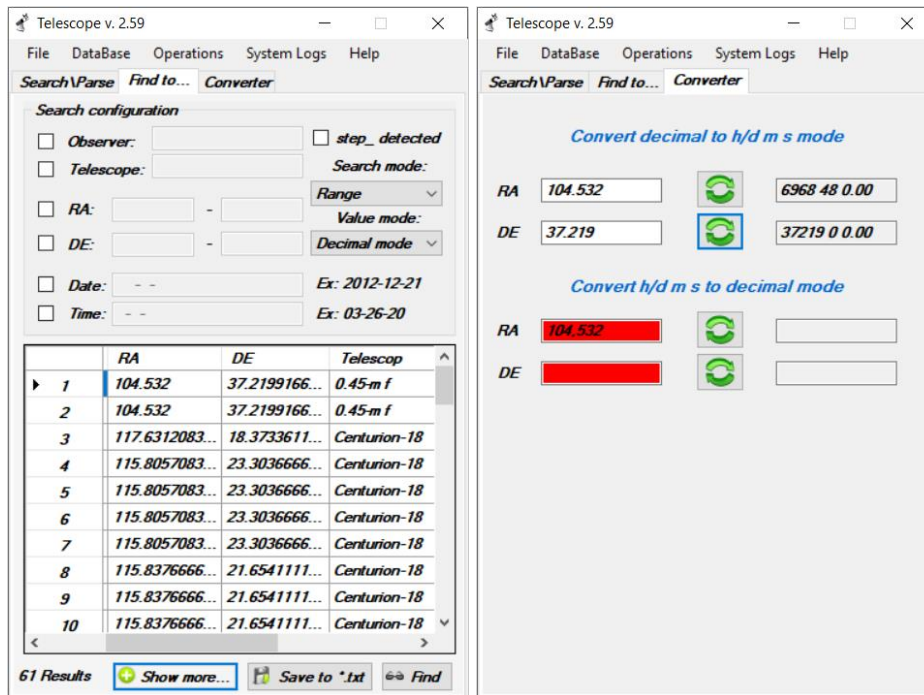 Telescope v. 2.59
File DataBase Operations System Logs Help
Search\Parse Find to... Converter
Search configuration
Observer: step_ detected
Telescope: Search mode:
Range
RA: - Value mode:
DE: - Decimal mode
Date: - - Ex: 2012-12-21
Time: - - Ex: 03-26-20
RA DE Telescop
1 104.532 37.2199166... 0.45-m f
2 104.532 37.2199166... 0.45-m f
3 117.6312083... 18.3733611... Centurion-18
4 115.8057083... 23.3036666... Centurion-18
5 115.8057083... 23.3036666... Centurion-18
6 115.8057083... 23.3036666... Centurion-18
7 115.8057083... 23.3036666... Centurion-18
8 115.8376666... 21.6541111... Centurion-18
9 115.8376666... 21.6541111... Centurion-18
10 115.8376666... 21.6541111... Centurion-18
61 Results Show more... Save to *.txt Find
Telescope v. 2.59
File DataBase Operations System Logs Help
Search\Parse Find to... Converter
Convert decimal to h/d m s mode
RA 104.532 6968 48 0.00
DE 37.219 37219 0 0.00
Convert h/d m s to decimal mode
RA 104,532
DE